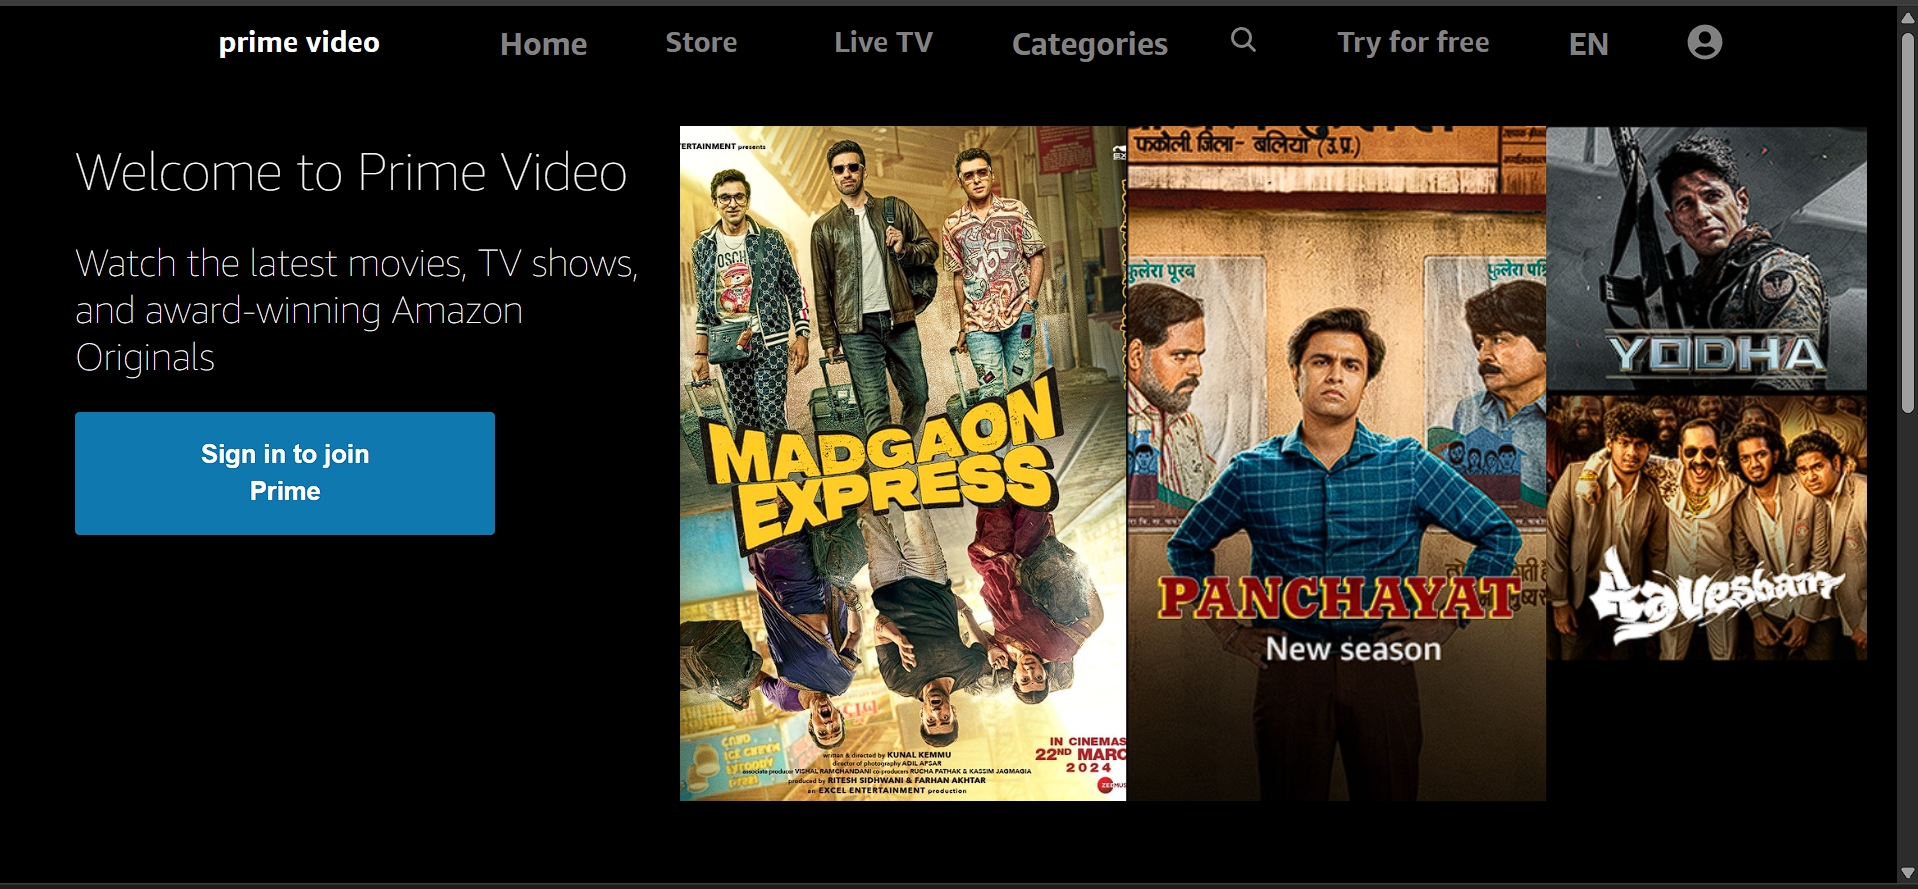 prime video
Home
Store
Live TV
Categories
Try for free
EN
Welcome to Prime Video
Watch the latest movies, TV shows,
and award-winning Amazon
Originals
Sign in to join
Prime
ERTAINMENT presents
MADGAON
EXPRESS
written & directed by KUNAL KEMMU
director of photography ADIL AFSAR
associate producer VISHAL RAMCHANDANI co-producers RUCHA PATHAK & KASSIM JAGMAGIA
produced by RITESH SIDHWANI & FARHAN AKHTAR
an EXCEL ENTERTAINMENT production
IN CINEMAS
22ND MARC
2024
फकोली, जिला- बलिया (उ.प्र.)
फुलेरा पूरब
फुलेरा पश्चि
PANCHAYAT
New season
YODHA
Aavesham